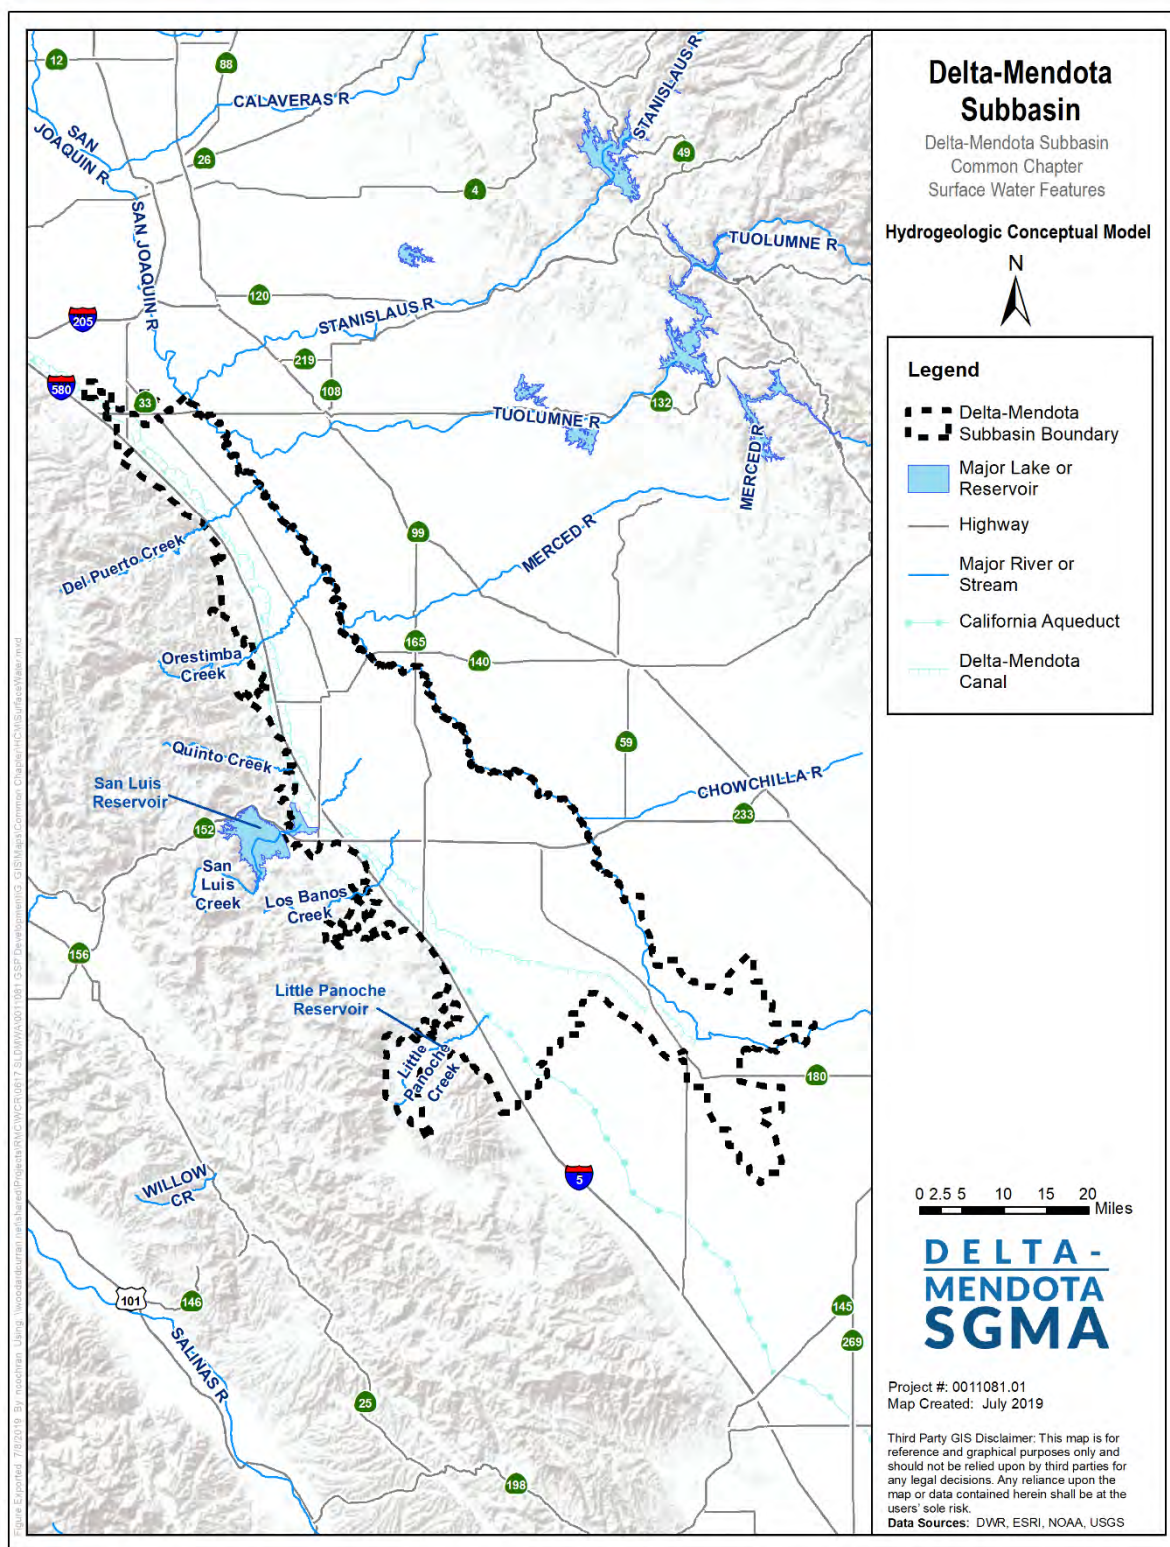 Delta-Mendota
Subbasin
Delta-Mendota Subbasin
Common Chapter
Surface Water Features
Hydrogeologic Conceptual Model
N
Legend
Delta-Mendota
Subbasin Boundary
Major Lake or
Reservoir
Highway
Major River or
Stream
California Aqueduct
Delta-Mendota
Canal
0 2.5 5 10 15 20
Miles
DELTA-
MENDOTA
SGMA
Project #: 0011081.01
Map Created: July 2019
Third Party GIS Disclaimer: This map is for
reference and graphical purposes only and
should not be relied upon by third parties for
any legal decisions. Any reliance upon the
map or data contained herein shall be at the
users' sole risk.
Data Sources: DWR, ESRI, NOAA, USGS
12
88
CALAVERAS R
STANISLAUS R
SAN
JOAQUIN R
26
49
4
SAN JOAQUIN R
TUOLUMNE R
120
STANISLAUS R
205
219
580
108
33
132
TUOLUMNE R
MERCED R
99
MERCED R
Del Puerto Creek
165
140
Orestimba
Creek
59
Quinto Creek
CHOWCHILLA R
San Luis
Reservoir
233
152
San
Luis
Creek
Los Banos
Creek
156
Little Panoche
Reservoir
Little
Panoche
Creek
180
5
WILLOW
CR
101
146
145
269
SALINAS R
25
198